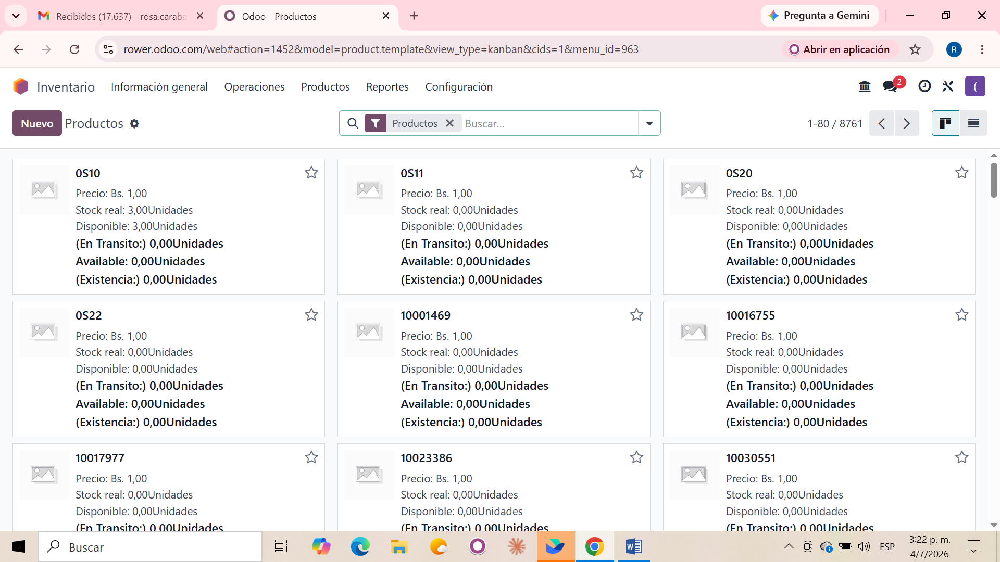 Recibidos (17.637) - rosa.caraba
Odoo - Productos
Pregunta a Gemini
rower.odoo.com/web#action=1452&model=product.template&view_type=kanban&cids=1&menu_id=963
Abrir en aplicación
R
Inventario
Información general
Operaciones
Productos
Reportes
Configuración
2
(
Nuevo
Productos
Productos
Buscar...
1-80 / 8761
0S10
Precio: Bs. 1,00
Stock real: 3,00Unidades
Disponible: 3,00Unidades
(En Transito:) 0,00Unidades
Available: 0,00Unidades
(Existencia:) 0,00Unidades
0S11
Precio: Bs. 1,00
Stock real: 0,00Unidades
Disponible: 0,00Unidades
(En Transito:) 0,00Unidades
Available: 0,00Unidades
(Existencia:) 0,00Unidades
0S20
Precio: Bs. 1,00
Stock real: 0,00Unidades
Disponible: 0,00Unidades
(En Transito:) 0,00Unidades
Available: 0,00Unidades
(Existencia:) 0,00Unidades
0S22
Precio: Bs. 1,00
Stock real: 0,00Unidades
Disponible: 0,00Unidades
(En Transito:) 0,00Unidades
Available: 0,00Unidades
(Existencia:) 0,00Unidades
10001469
Precio: Bs. 1,00
Stock real: 0,00Unidades
Disponible: 0,00Unidades
(En Transito:) 0,00Unidades
Available: 0,00Unidades
(Existencia:) 0,00Unidades
10016755
Precio: Bs. 1,00
Stock real: 0,00Unidades
Disponible: 0,00Unidades
(En Transito:) 0,00Unidades
Available: 0,00Unidades
(Existencia:) 0,00Unidades
10017977
Precio: Bs. 1,00
Stock real: 0,00Unidades
Disponible: 0,00Unidades
(En Transito:) 0,00Unidades
10023386
Precio: Bs. 1,00
Stock real: 0,00Unidades
Disponible: 0,00Unidades
(En Transito:) 0,00Unidades
10030551
Precio: Bs. 1,00
Stock real: 0,00Unidades
Disponible: 0,00Unidades
(En Transito:) 0,00Unidades
Buscar
ESP
3:22 p. m.
4/7/2026